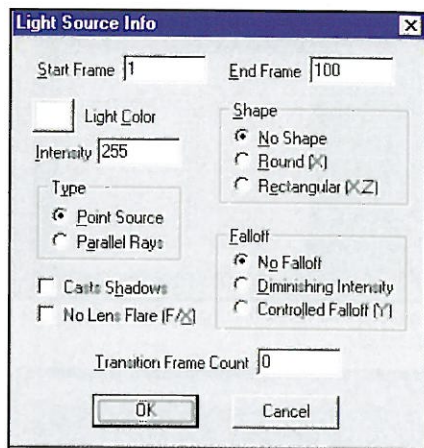 Light Source Info
Start Frame 1 End Frame 100
Light Color
Intensity 255
Shape
No Shape
Round (X)
Rectangular (X,Z)
Type
Point Source
Parallel Rays
Falloff
No Falloff
Diminishing Intensity
Controlled Falloff (Y)
Casts Shadows
No Lens Flare (F/X)
Transition Frame Count 0
OK Cancel